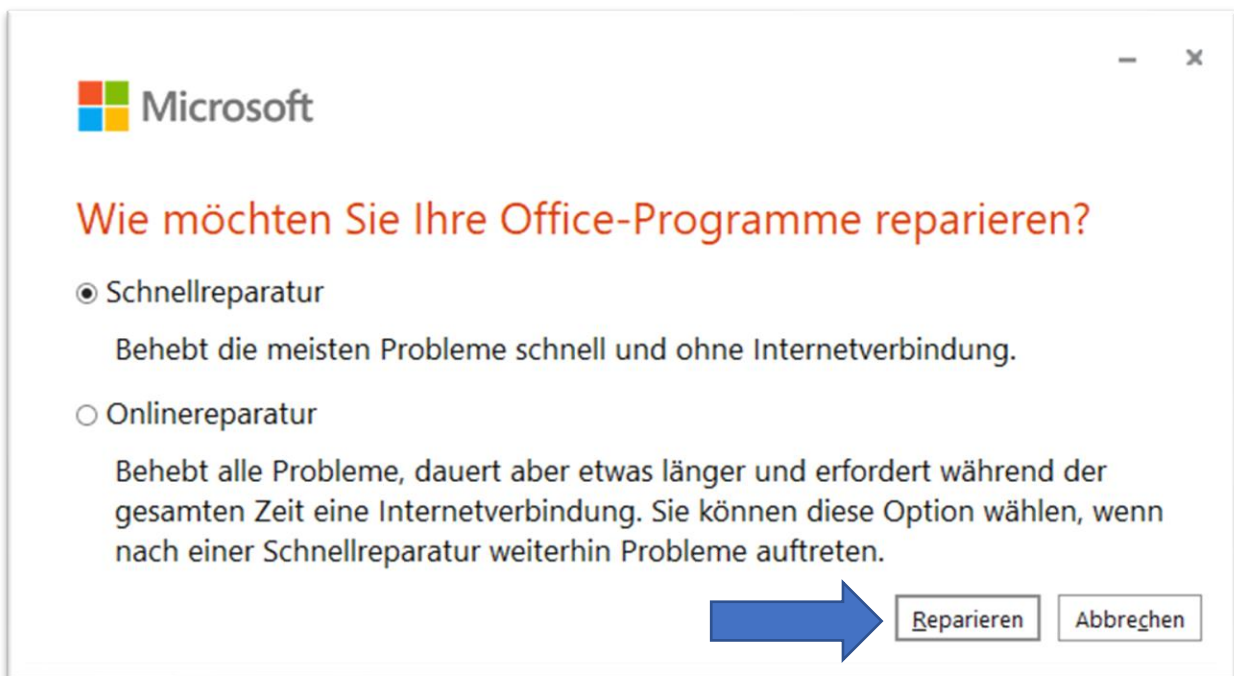 Microsoft
Wie möchten Sie Ihre Office-Programme reparieren?
Schnellreparatur
Behebt die meisten Probleme schnell und ohne Internetverbindung.
Onlinereparatur
Behebt alle Probleme, dauert aber etwas länger und erfordert während der
gesamten Zeit eine Internetverbindung. Sie können diese Option wählen, wenn
nach einer Schnellreparatur weiterhin Probleme auftreten.
Reparieren Abbrechen